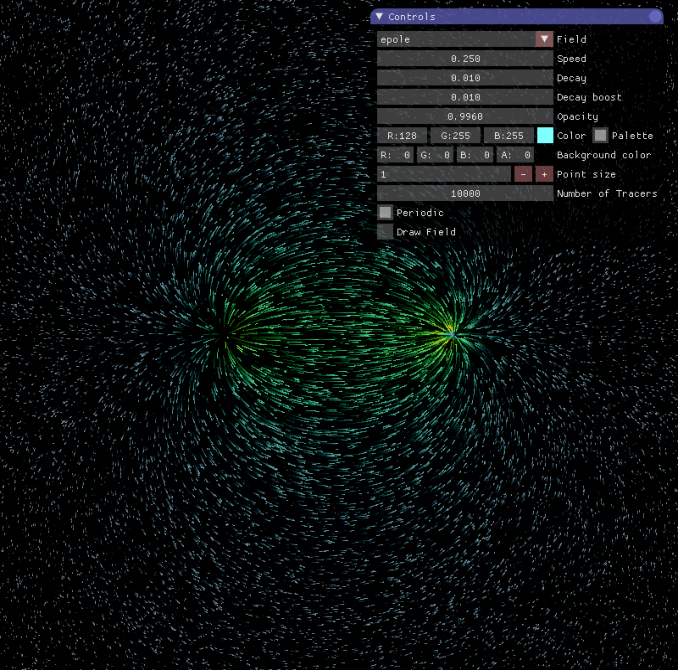 Controls
epole Field
0.250 Speed
0.010 Decay
0.010 Decay boost
0.9960 Opacity
R:128 G:255 B:255 Color Palette
R: 0 G: 0 B: 0 A: 0 Background color
1 - + Point size
10000 Number of Tracers
Periodic
Draw Field